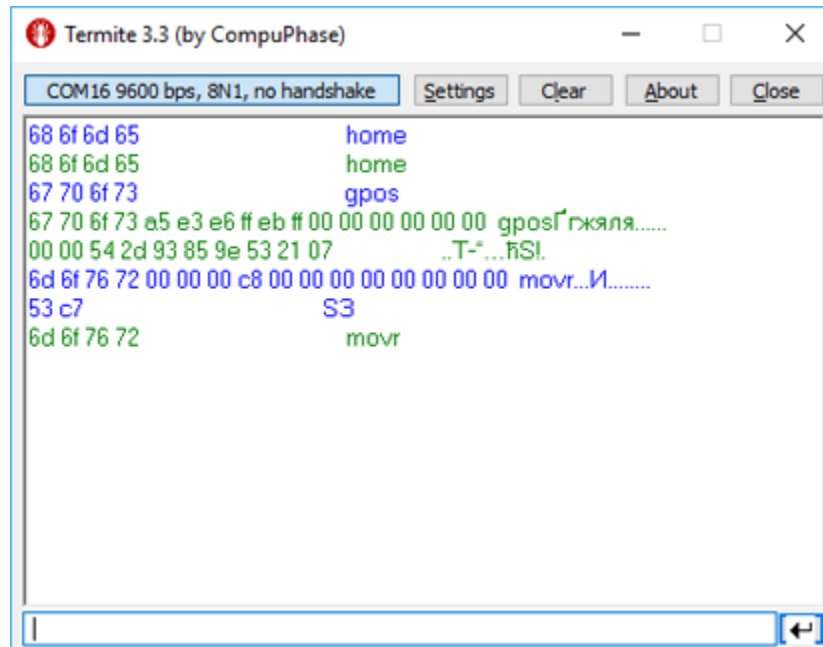 Termite 3.3 (by CompuPhase)
COM16 9600 bps, 8N1, no handshake Settings Clear About Close
68 6f 6d 65 home
68 6f 6d 65 home
67 70 6f 73 gpos
67 70 6f 73 a5 e3 e6 ff eb ff 00 00 00 00 00 00 00 gposҐгжяля......
00 00 54 2d 93 85 9e 53 21 07 ..T-“…ћS!.
6d 6f 76 72 00 00 00 c8 00 00 00 00 00 00 00 00 movr...И........
53 c7 SЗ
6d 6f 76 72 movr